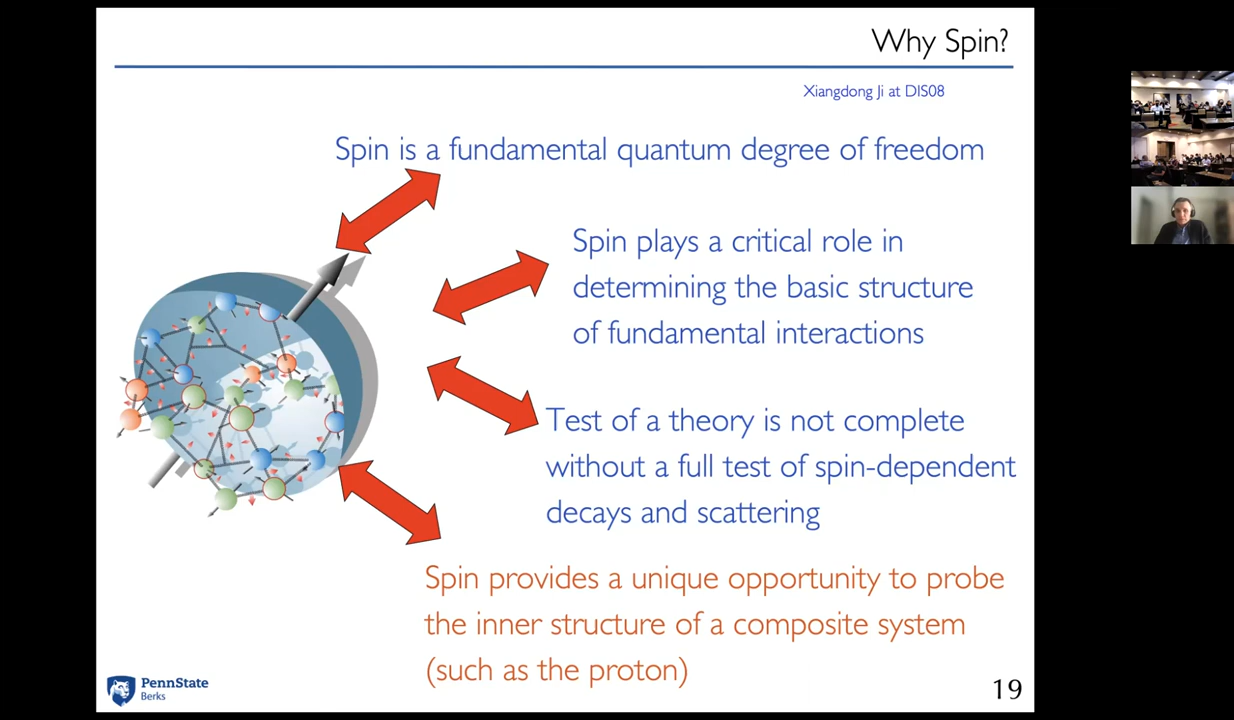 Why Spin?
Xiangdong Ji at DIS08
Spin is a fundamental quantum degree of freedom
Spin plays a critical role in
determining the basic structure
of fundamental interactions
Test of a theory is not complete
without a full test of spin-dependent
decays and scattering
Spin provides a unique opportunity to probe
the inner structure of a composite system
(such as the proton)
PennState
Berks
19